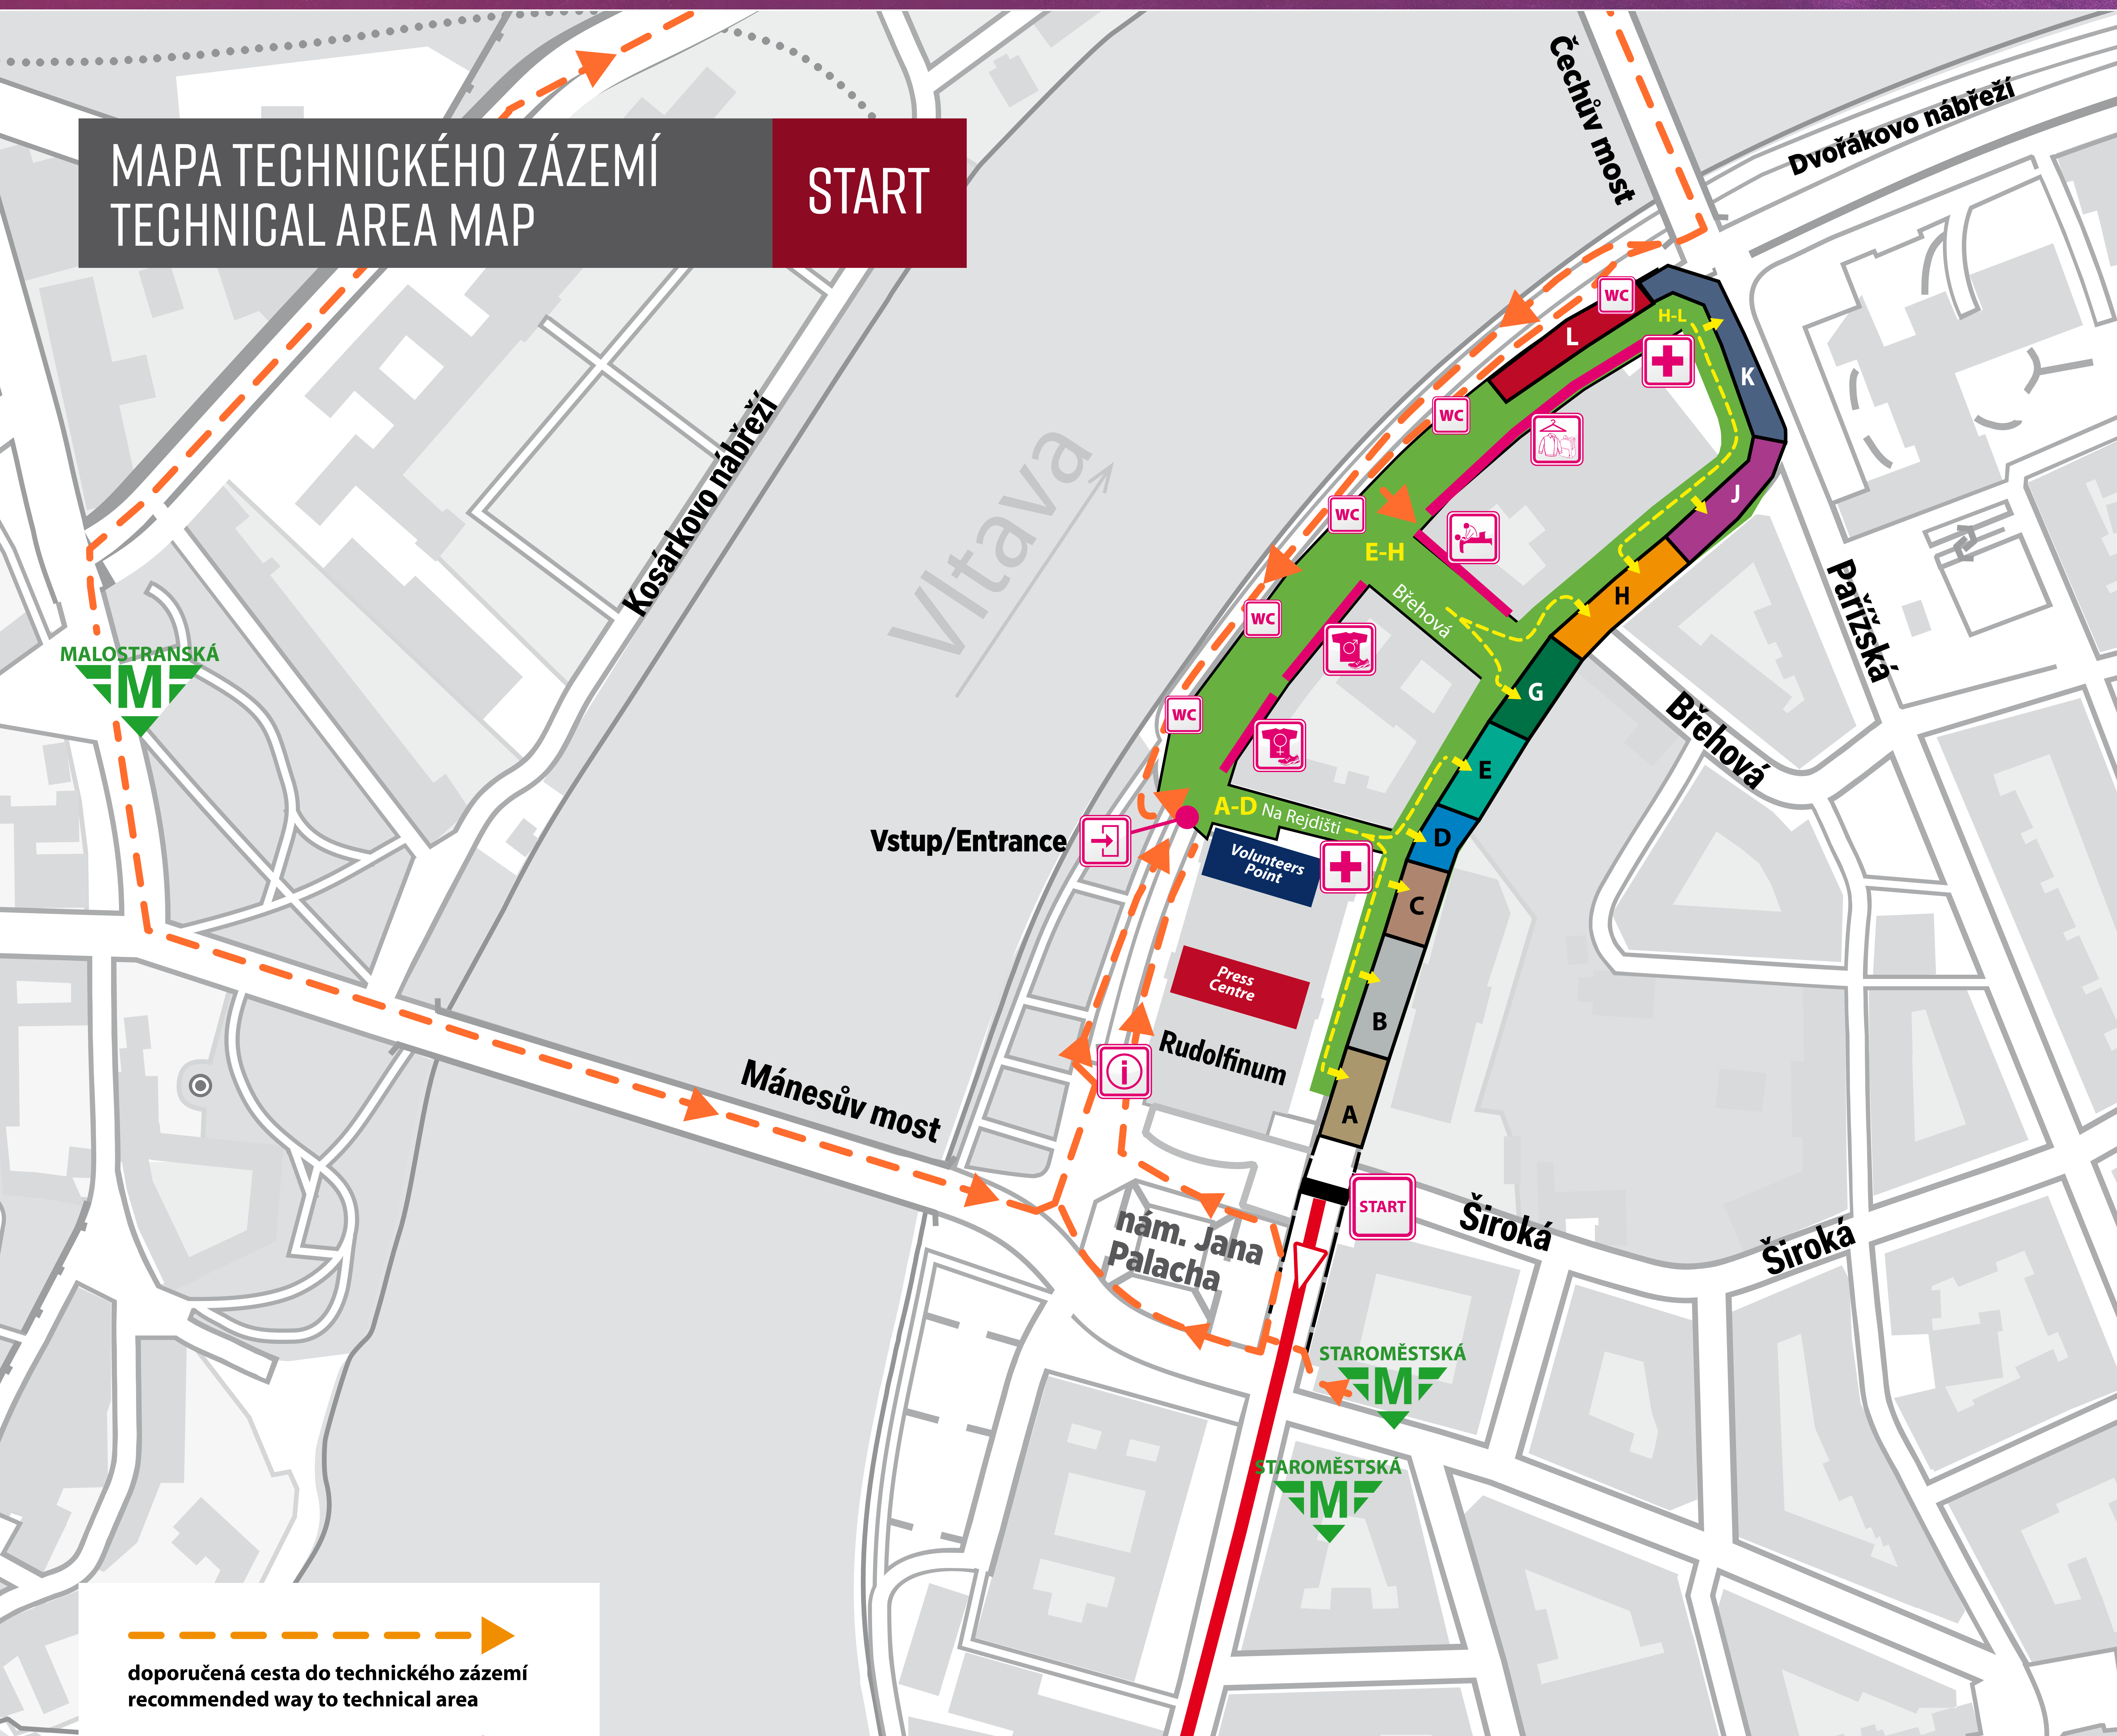 MAPA TECHNICKÉHO ZÁZEMÍ
TECHNICAL AREA MAP
START
Čechův most
Dvořákovo nábřeží
WC
H-L
L
K
WC
J
WC
E-H
H
Břehová
WC
G
WC
E
A-D
Na Rejdišti
D
Vstup/Entrance
Volunteers
Point
C
Press
Centre
B
Rudolfinum
i
A
START
Kosárkovo nábřeží
Vltava
Pařížská
Břehová
MALOSTRANSKÁ
M
Mánesův most
nám. Jana
Palacha
Široká
Široká
STAROMĚSTSKÁ
M
STAROMĚSTSKÁ
M
doporučená cesta do technického zázemí
recommended way to technical area